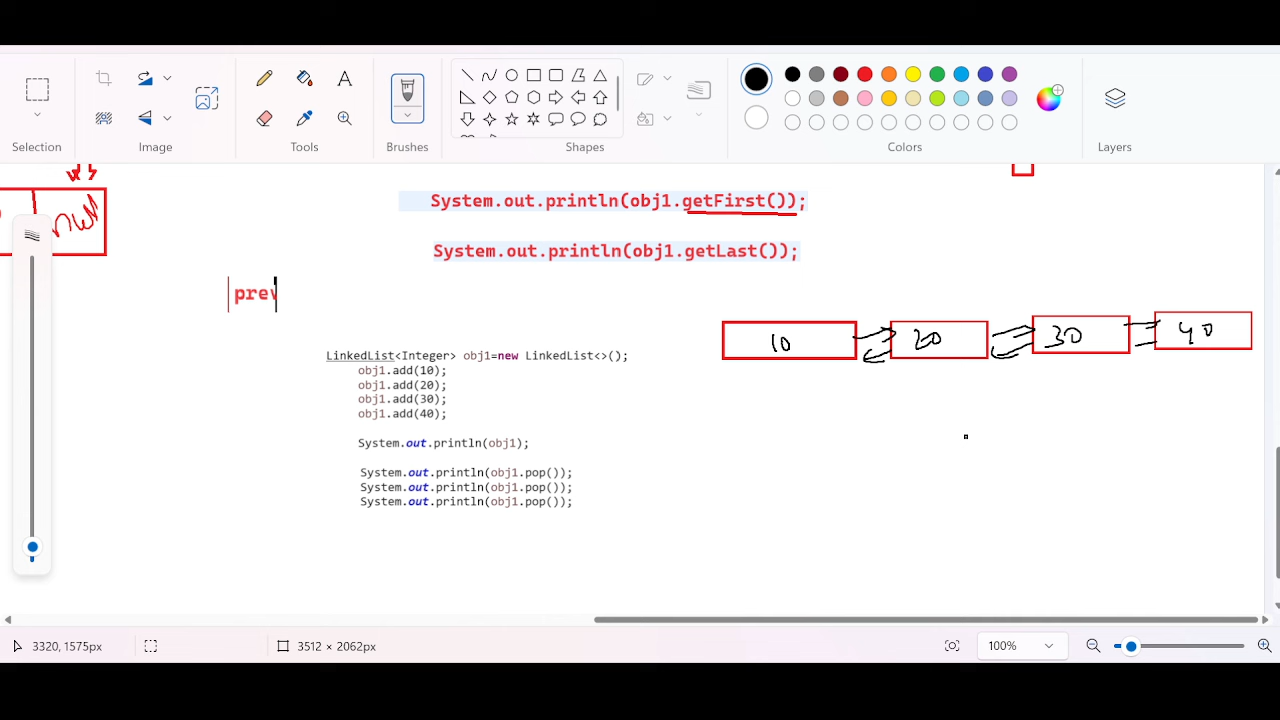 Selection
Image
Tools
Brushes
Shapes
Colors
Layers
null
System.out.println(obj1.getFirst());
System.out.println(obj1.getLast());
prev
10
20
30
40
LinkedList<Integer> obj1=new LinkedList<>();
obj1.add(10);
obj1.add(20);
obj1.add(30);
obj1.add(40);
System.out.println(obj1);
System.out.println(obj1.pop());
System.out.println(obj1.pop());
System.out.println(obj1.pop());
3320, 1575px
3512 × 2062px
100%